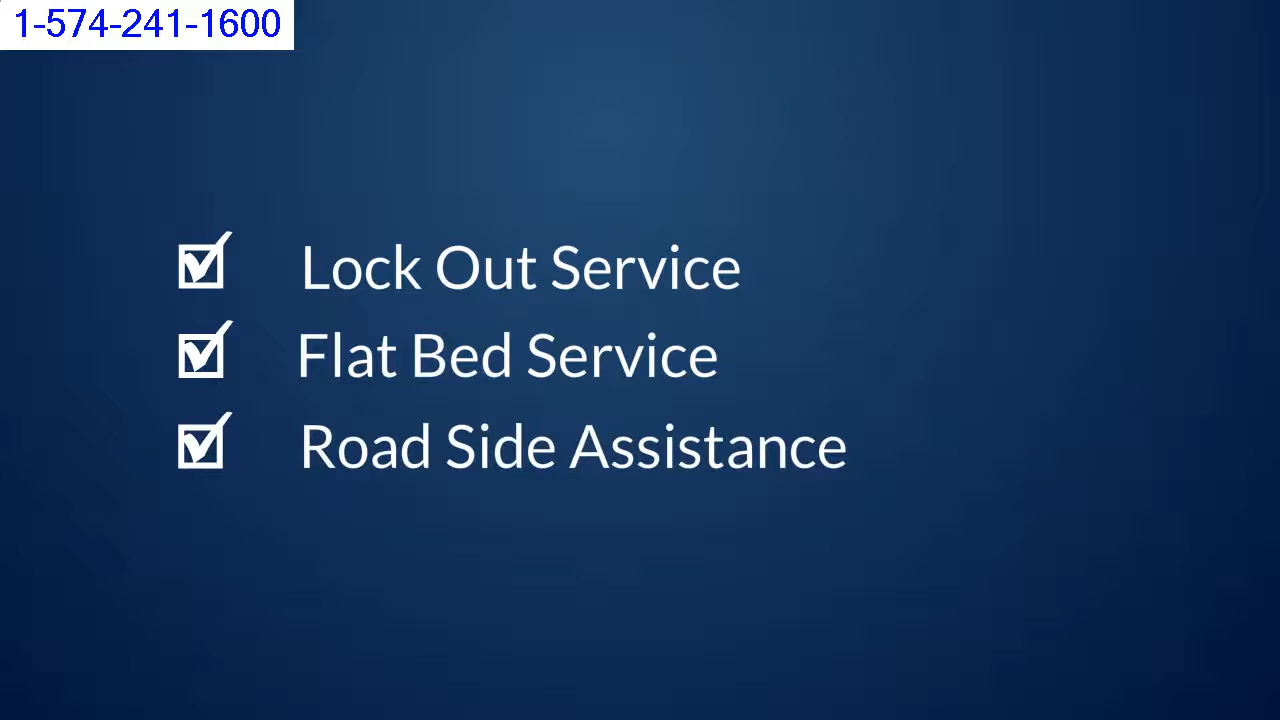 1-574-241-1600
Lock Out Service
Flat Bed Service
Road Side Assistance